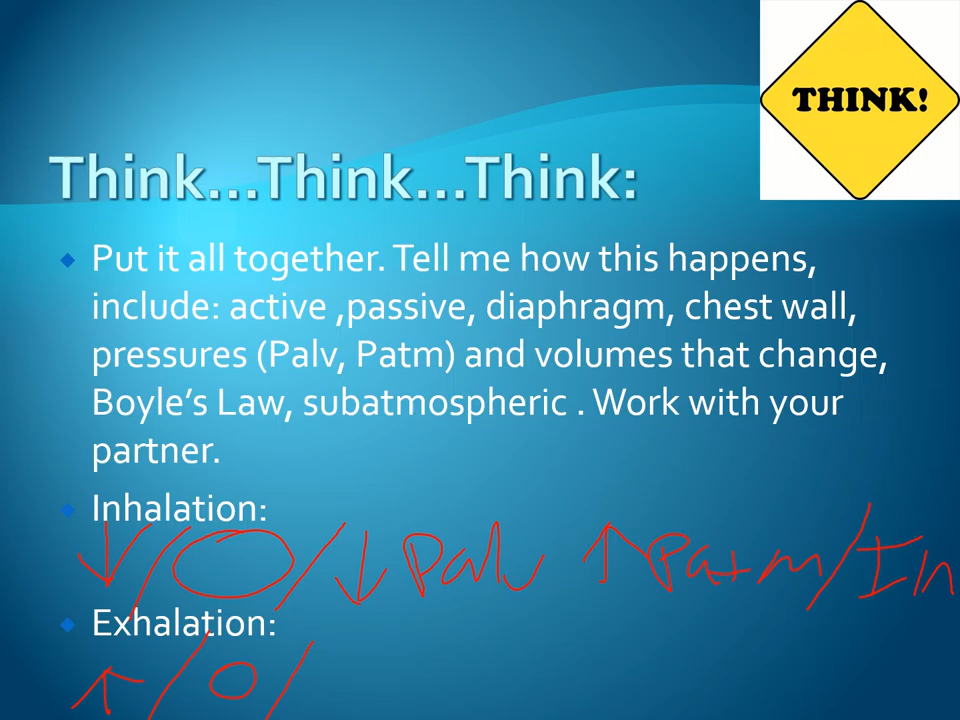 THINK!
Think...Think...Think:
Put it all together. Tell me how this happens,
include: active ,passive, diaphragm, chest wall,
pressures (Palv, Patm) and volumes that change,
Boyle’s Law, subatmospheric . Work with your
partner.
Inhalation:
↓ / O / ↓ Palv ↑ Patm / In
Exhalation:
↑ / O /